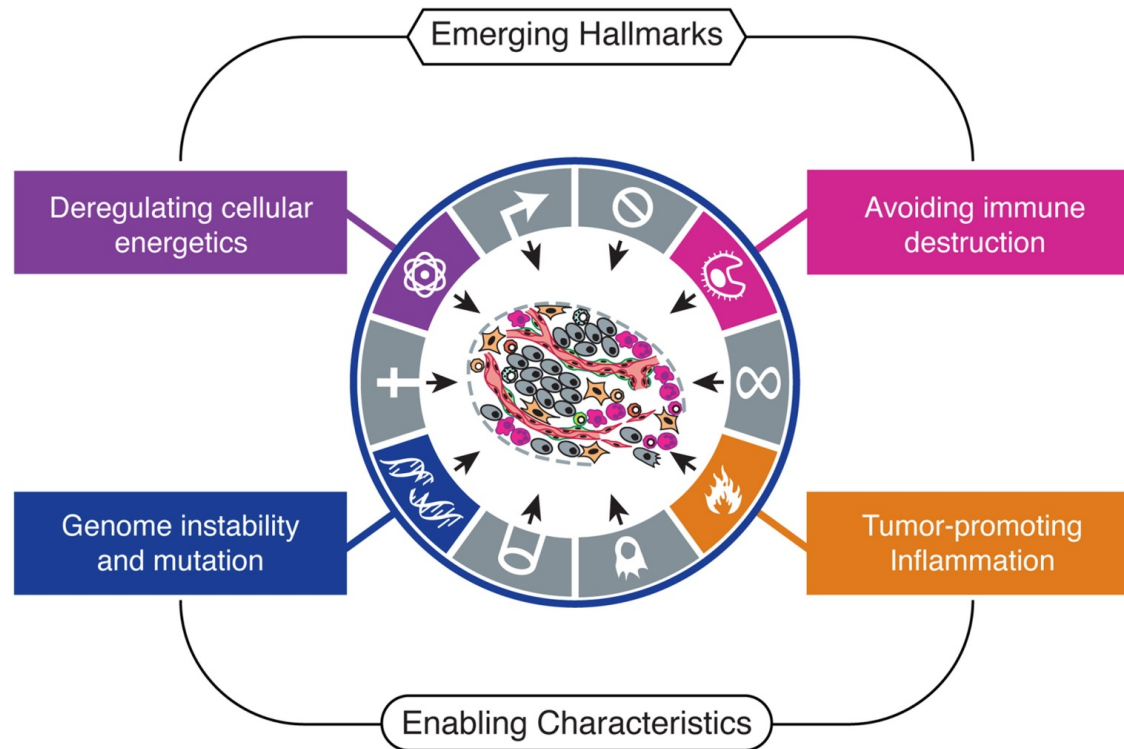 Emerging Hallmarks
Deregulating cellular
energetics
Avoiding immune
destruction
Genome instability
and mutation
Tumor-promoting
Inflammation
Enabling Characteristics